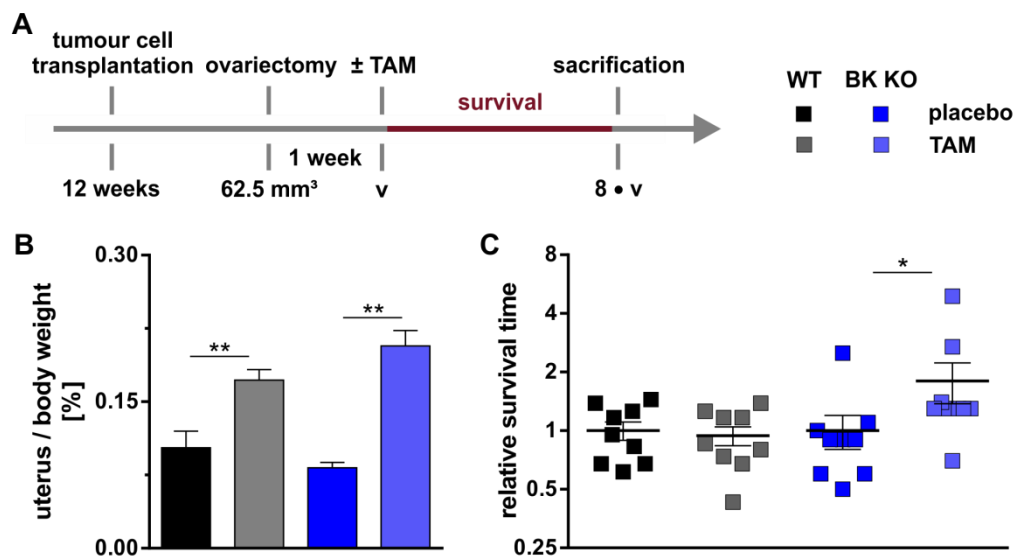 A
tumour cell
transplantation
ovariectomy
± TAM
sacrification
survival
1 week
12 weeks
62.5 mm³
v
8 • v
WT
BK KO
placebo
TAM
B
uterus / body weight
[%]
0.30
0.15
0.00
**
**
C
relative survival time
8
4
2
1
0.5
0.25
*